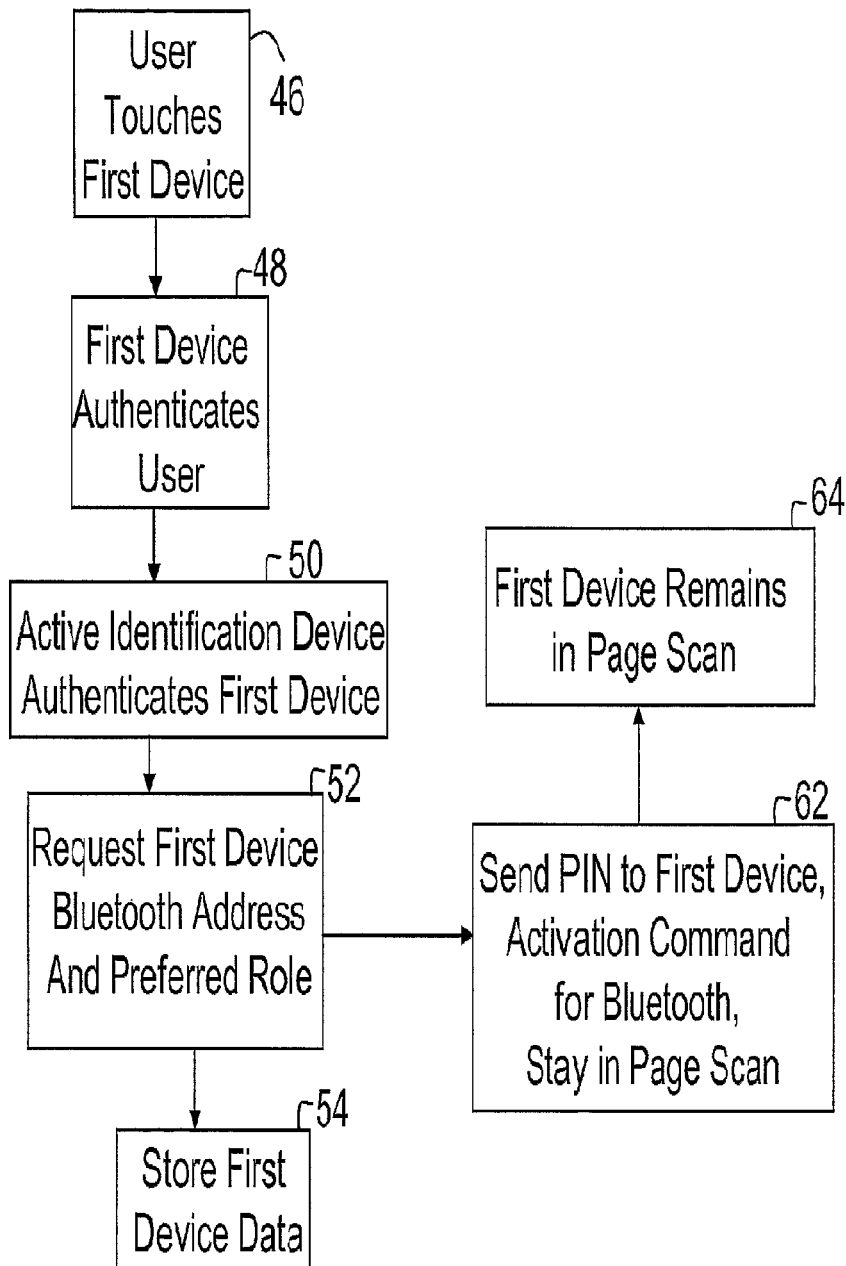 User
Touches
First Device
46
48
First Device
Authenticates
User
50
Active Identification Device
Authenticates First Device
52
Request First Device
Bluetooth Address
And Preferred Role
54
Store First
Device Data
62
Send PIN to First Device,
Activation Command
for Bluetooth,
Stay in Page Scan
64
First Device Remains
in Page Scan